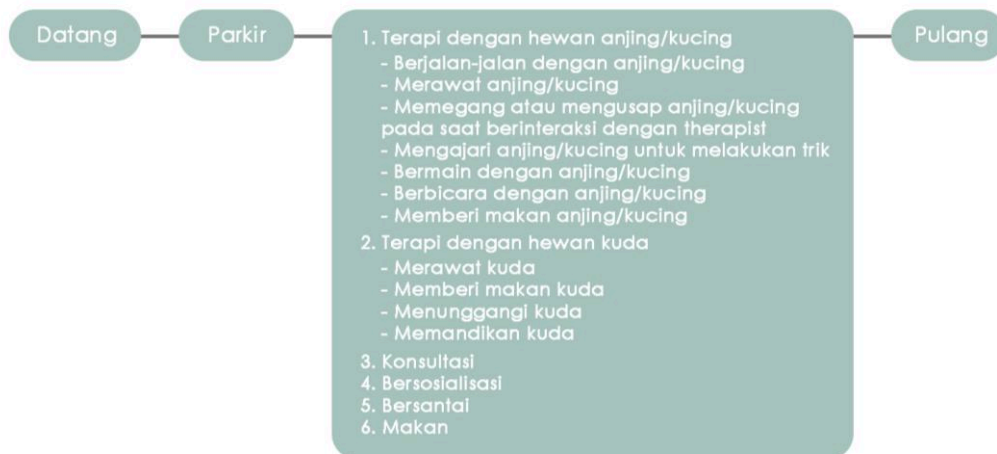 Datang
Parkir
1. Terapi dengan hewan anjing/kucing
- Berjalan-jalan dengan anjing/kucing
- Merawat anjing/kucing
- Memegang atau mengusap anjing/kucing
pada saat berinteraksi dengan therapist
- Mengajari anjing/kucing untuk melakukan trik
- Bermain dengan anjing/kucing
- Berbicara dengan anjing/kucing
- Memberi makan anjing/kucing
2. Terapi dengan hewan kuda
- Merawat kuda
- Memberi makan kuda
- Menunggangi kuda
- Memandikan kuda
3. Konsultasi
4. Bersosialisasi
5. Bersantai
6. Makan
Pulang